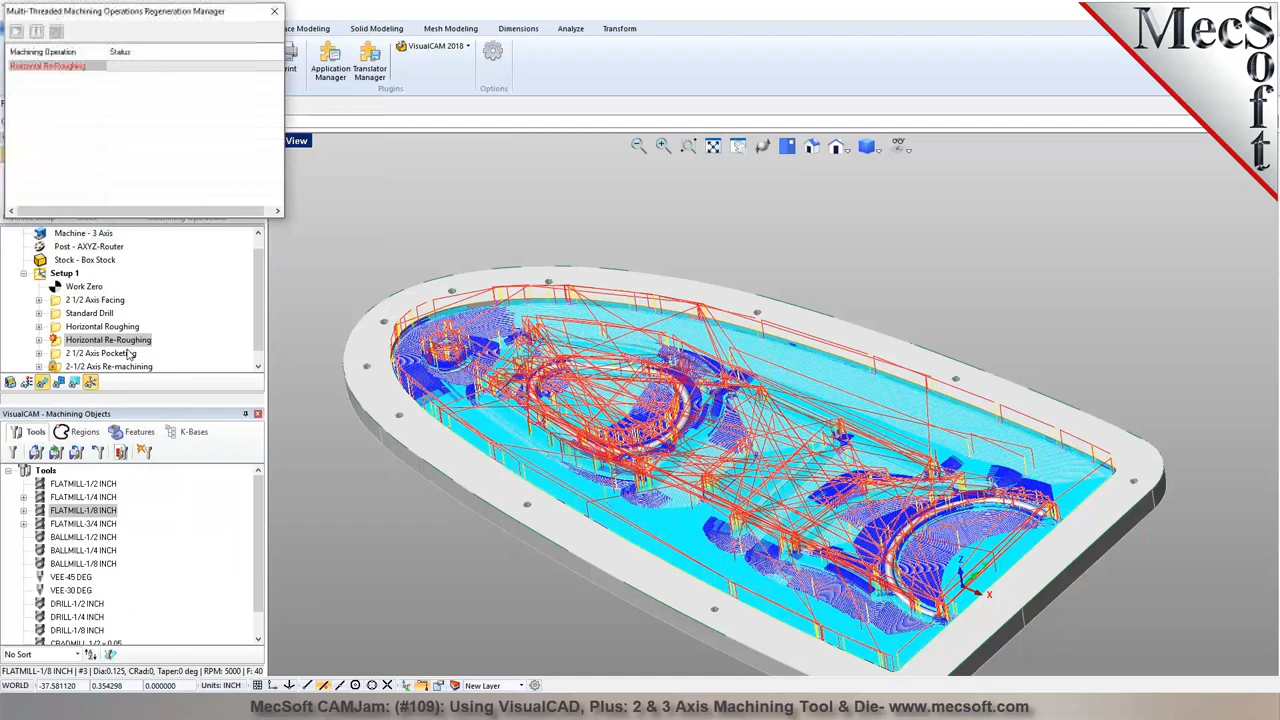 Multi-Threaded Machining Operations Regeneration Manager
Machining Operation Status
Horizontal Re-Roughing
ace Modeling Solid Modeling Mesh Modeling Dimensions Analyze Transform
int
Application Manager
Translator Manager
VisualCAM 2018
Plugins
Options
View
MecSoft
Machine - 3 Axis
Post - AXYZ-Router
Stock - Box Stock
Setup 1
Work Zero
2 1/2 Axis Facing
Standard Drill
Horizontal Roughing
Horizontal Re-Roughing
2 1/2 Axis Pocketing
2-1/2 Axis Re-machining
VisualCAM - Machining Objects
Tools Regions Features K-Bases
Tools
FLATMILL-1/2 INCH
FLATMILL-1/4 INCH
FLATMILL-1/8 INCH
FLATMILL-3/4 INCH
BALLMILL-1/2 INCH
BALLMILL-1/4 INCH
BALLMILL-1/8 INCH
VEE-45 DEG
VEE-30 DEG
DRILL-1/2 INCH
DRILL-1/4 INCH
DRILL-1/8 INCH
CRADMILL-1/2 - 0.05
No Sort
FLATMILL-1/8 INCH | #3 | Dia:0.125, CRad:0, Taper:0 deg | RPM: 5000 | F: 40
WORLD -37.581120 0.354298 0.000000 Units: INCH New Layer
Z
X
MecSoft CAMJam: (#109): Using VisualCAD, Plus: 2 & 3 Axis Machining Tool & Die- www.mecsoft.com